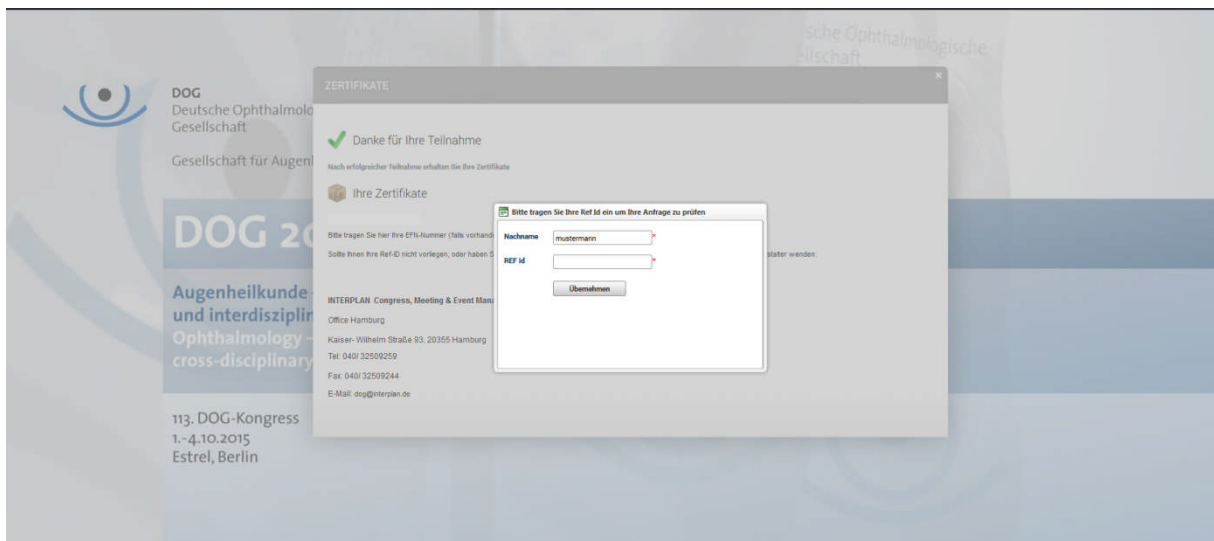 sche Ophthalmologische
ellschaft
DOG
Deutsche Ophthalmolo
Gesellschaft
Gesellschaft für Augen
DOG 20
Augenheilkunde
und interdisziplin
Ophthalmology –
cross-disciplinary
113. DOG-Kongress
1.-4.10.2015
Estrel, Berlin
ZERTIFIKATE
×
Danke für Ihre Teilnahme
Nach erfolgreicher Teilnahme erhalten Sie Ihre Zertifikate
Ihre Zertifikate
Bitte tragen Sie hier Ihre EFN-Nummer (falls vorhand
Sollte Ihnen Ihre Ref-ID nicht vorliegen, oder haben S
stalter wenden.
INTERPLAN Congress, Meeting & Event Man
Office Hamburg
Kaiser- Wilhelm Straße 93, 20355 Hamburg
Tel: 040/ 32509259
Fax: 040/ 32509244
E-Mail: dog@interplan.de
Bitte tragen Sie Ihre Ref Id ein um Ihre Anfrage zu prüfen
Nachname mustermann *
REF Id *
Übernehmen